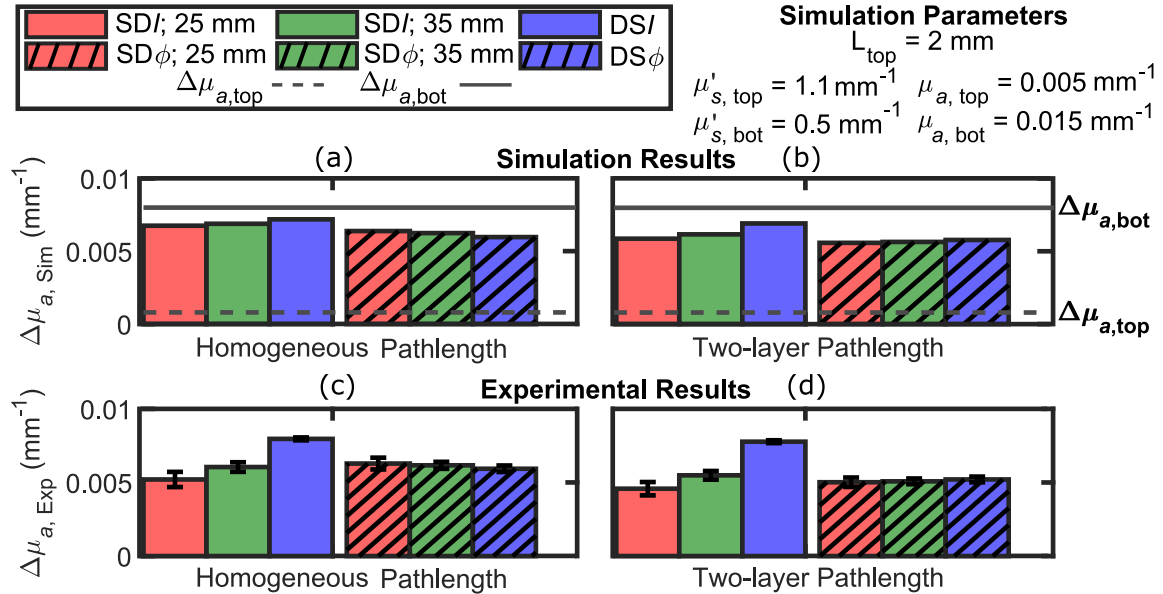 SDI; 25 mm SDI; 35 mm DSI
SDϕ; 25 mm SDϕ; 35 mm DSϕ
Δμa,top Δμa,bot
Simulation Parameters
Ltop = 2 mm
μ's, top = 1.1 mm-1 μa, top = 0.005 mm-1
μ's, bot = 0.5 mm-1 μa, bot = 0.015 mm-1
(a) Simulation Results (b)
Δμa, Sim (mm-1)
0.01
0.005
0
Δμa,bot
Δμa,top
Homogeneous Pathlength
Two-layer Pathlength
(c) Experimental Results (d)
Δμa, Exp (mm-1)
0.01
0.005
0
Homogeneous Pathlength
Two-layer Pathlength